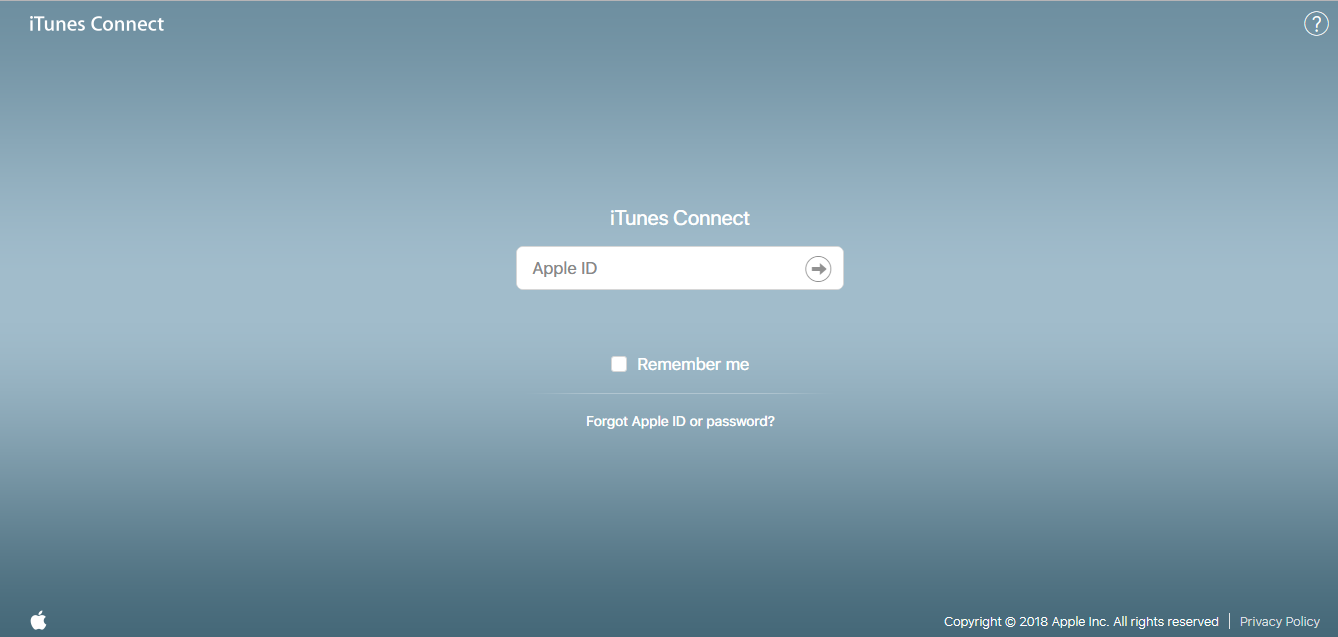 iTunes Connect
?
iTunes Connect
Apple ID
Remember me
Forgot Apple ID or password?
Copyright © 2018 Apple Inc. All rights reserved | Privacy Policy